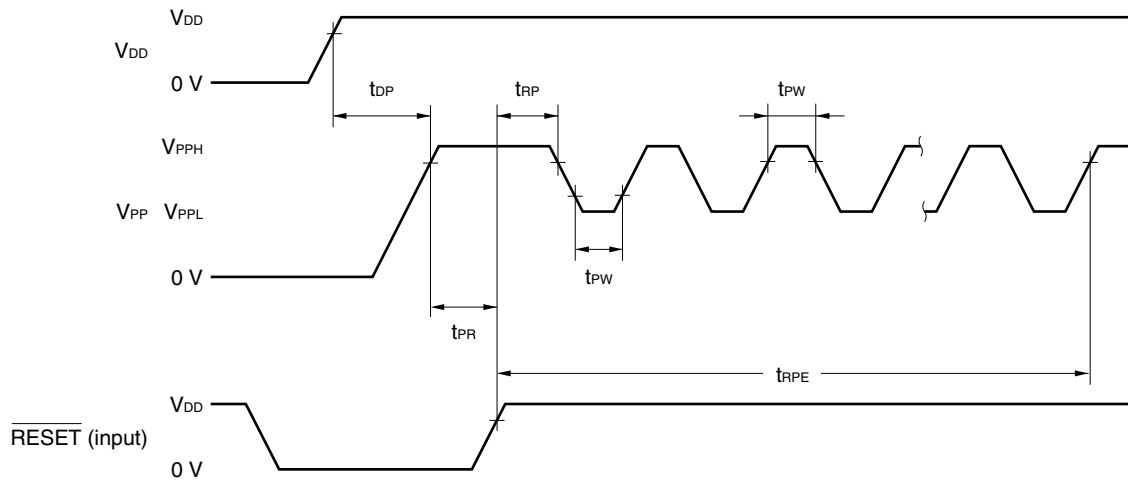 VDD
VDD
0 V
tDP
tRP
tPW
VPPH
VPP VPPL
tPW
0 V
tPR
tRPE
VDD
RESET (input)
0 V